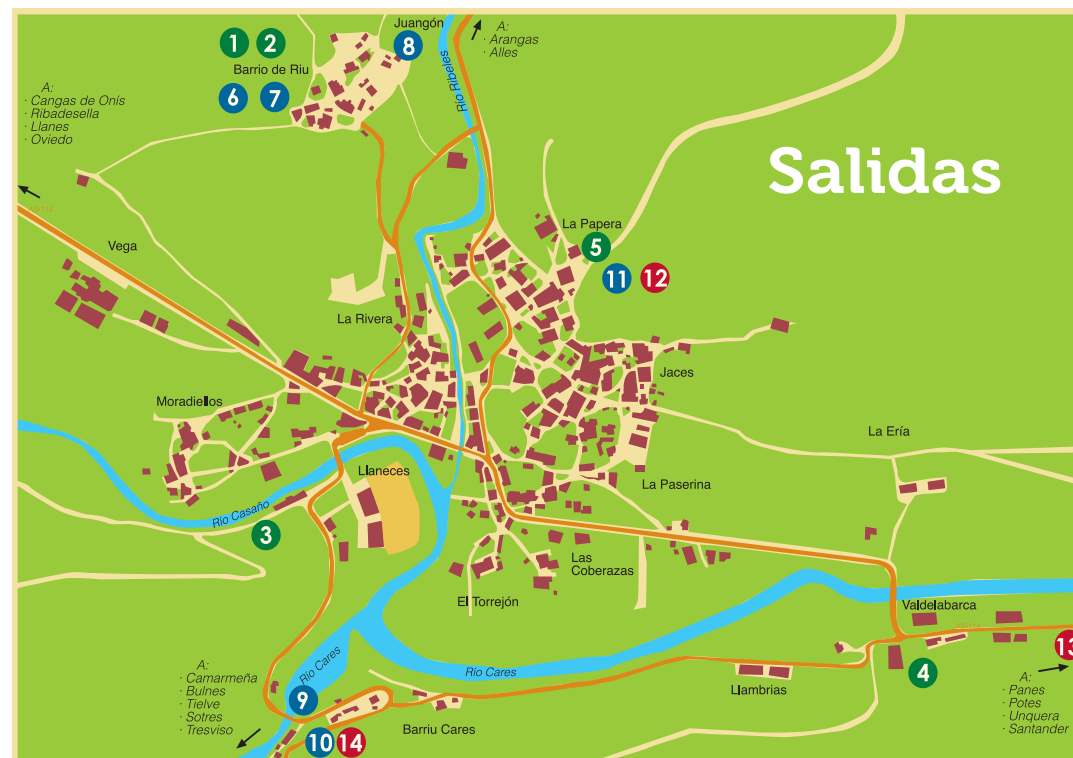 Juangón
A:
· Arangas
· Alles
1 2
8
Barrio de Riu
6 7
Río Ribeles
A:
· Cangas de Onís
· Ribadesella
· Llanes
· Oviedo
Salidas
La Papera
5
11 12
Vega
La Rivera
Jaces
Moradiellos
La Ería
Llaneces
La Paserina
Río Casaño
3
Las
Coberazas
El Torrejón
Valdelabarca
Río Cares
Río Cares
4
13
A:
· Camarmeña
· Bulnes
· Tielve
· Sotres
· Tresviso
9
Llambrias
A:
· Panes
· Potes
· Unquera
· Santander
Barriu Cares
10 14